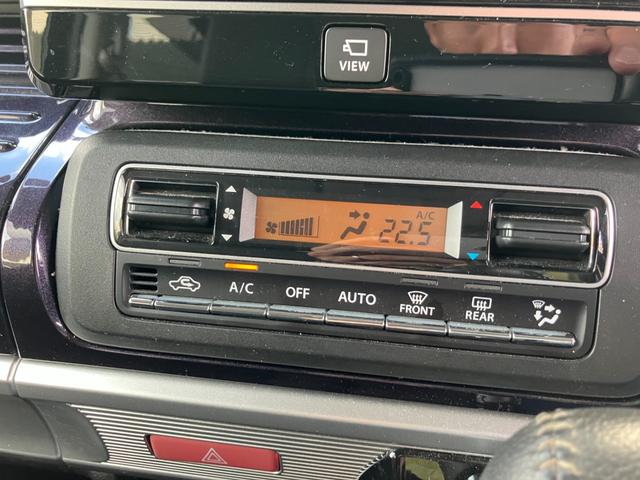 VIEW
A/C
22.5
A/C
OFF
AUTO
FRONT
REAR